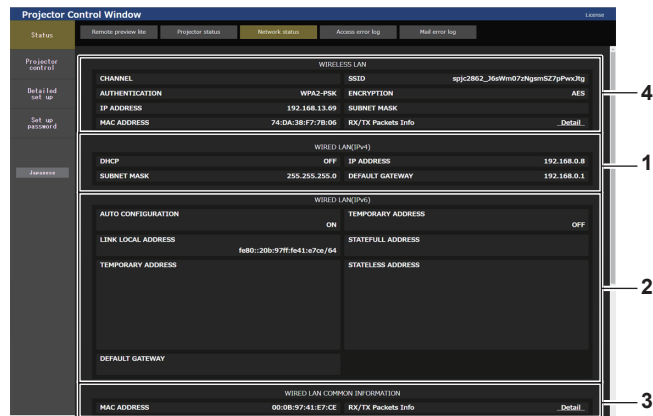 Projector Control Window
License
Status
Remote preview lite Projector status Network status Access error log Mail error log
Projector
control
Detailed
set up
Set up
password
Japanese
WIRELESS LAN
CHANNEL SSID spjc2862_J6sWm07zNgsmSZ7pPwxJtg
AUTHENTICATION WPA2-PSK ENCRYPTION AES
IP ADDRESS 192.168.13.69 SUBNET MASK
MAC ADDRESS 74:DA:38:F7:7B:06 RX/TX Packets Info Detail
4
WIRED LAN(IPv4)
DHCP OFF IP ADDRESS 192.168.0.8
SUBNET MASK 255.255.255.0 DEFAULT GATEWAY 192.168.0.1
1
WIRED LAN(IPv6)
AUTO CONFIGURATION ON TEMPORARY ADDRESS OFF
LINK LOCAL ADDRESS fe80::20b:97ff:fe41:e7ce/64 STATEFULL ADDRESS
TEMPORARY ADDRESS STATELESS ADDRESS
DEFAULT GATEWAY
2
WIRED LAN COMMON INFORMATION
MAC ADDRESS 00:0B:97:41:E7:CE RX/TX Packets Info Detail
3